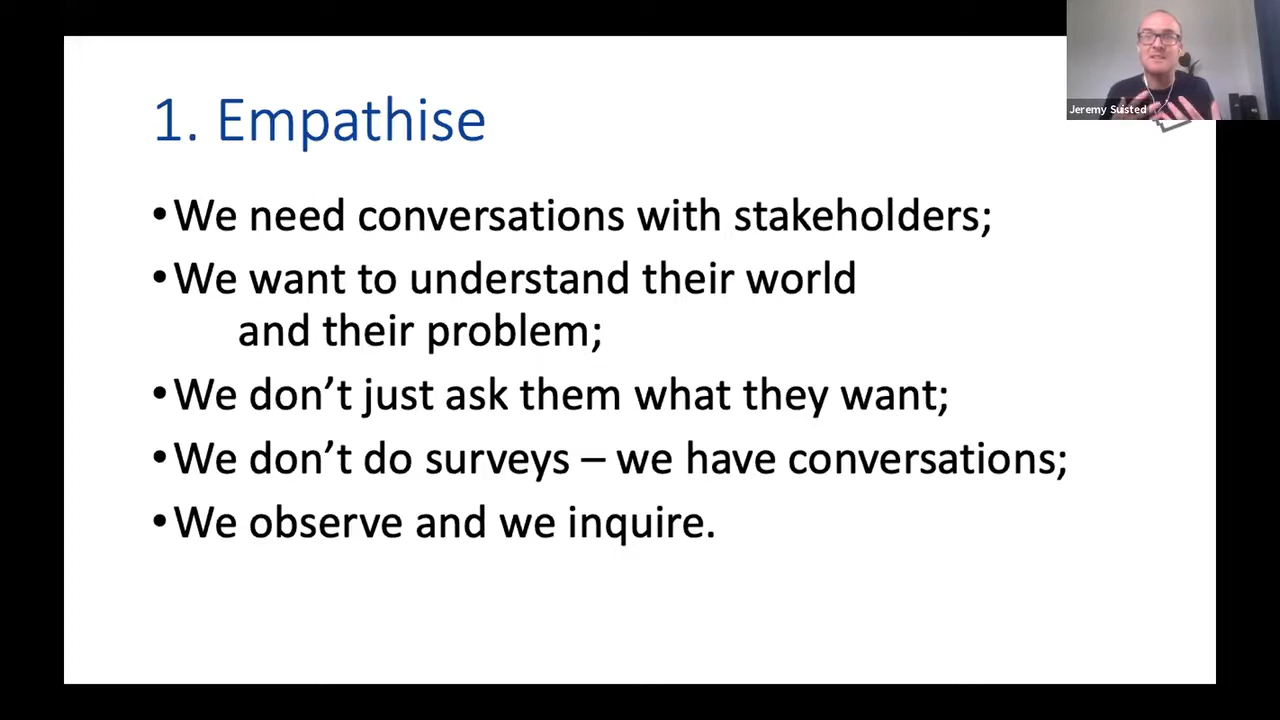 1. Empathise
Jeremy Suisted
•We need conversations with stakeholders;
•We want to understand their world
and their problem;
•We don’t just ask them what they want;
•We don’t do surveys – we have conversations;
•We observe and we inquire.